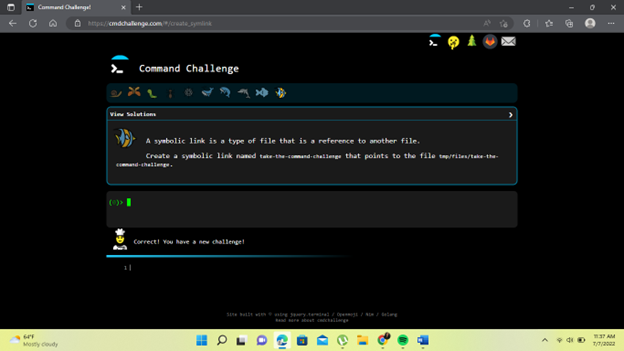 Command Challenge!
https://cmdchallenge.com/#/create_symlink
Command Challenge
View Solutions
A symbolic link is a type of file that is a reference to another file.
Create a symbolic link named take-the-command-challenge that points to the file tmp/files/take-the-
command-challenge.
Correct! You have a new challenge!
1
Site built with
using jquery.terminal / Openmoji / Nim / Golang
Read more about cmdchallenge
64°F
Mostly cloudy
11:37 AM
7/7/2022